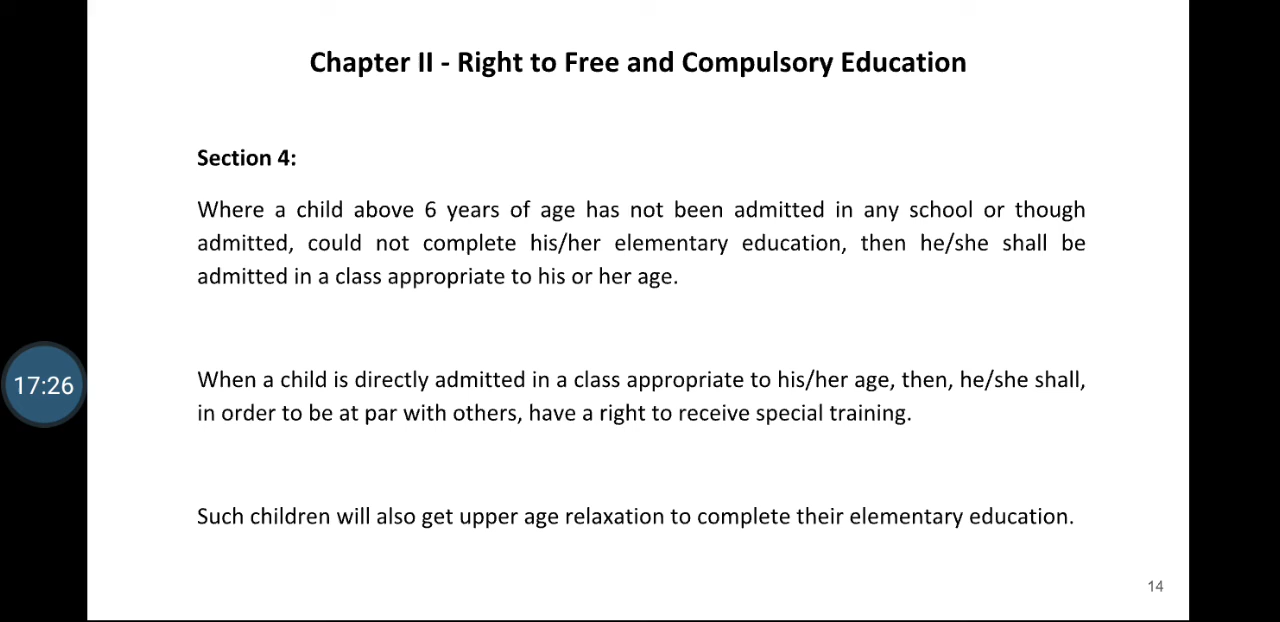 Chapter II - Right to Free and Compulsory Education
Section 4:
Where a child above 6 years of age has not been admitted in any school or though
admitted, could not complete his/her elementary education, then he/she shall be
admitted in a class appropriate to his or her age.
17:26
When a child is directly admitted in a class appropriate to his/her age, then, he/she shall,
in order to be at par with others, have a right to receive special training.
Such children will also get upper age relaxation to complete their elementary education.
14